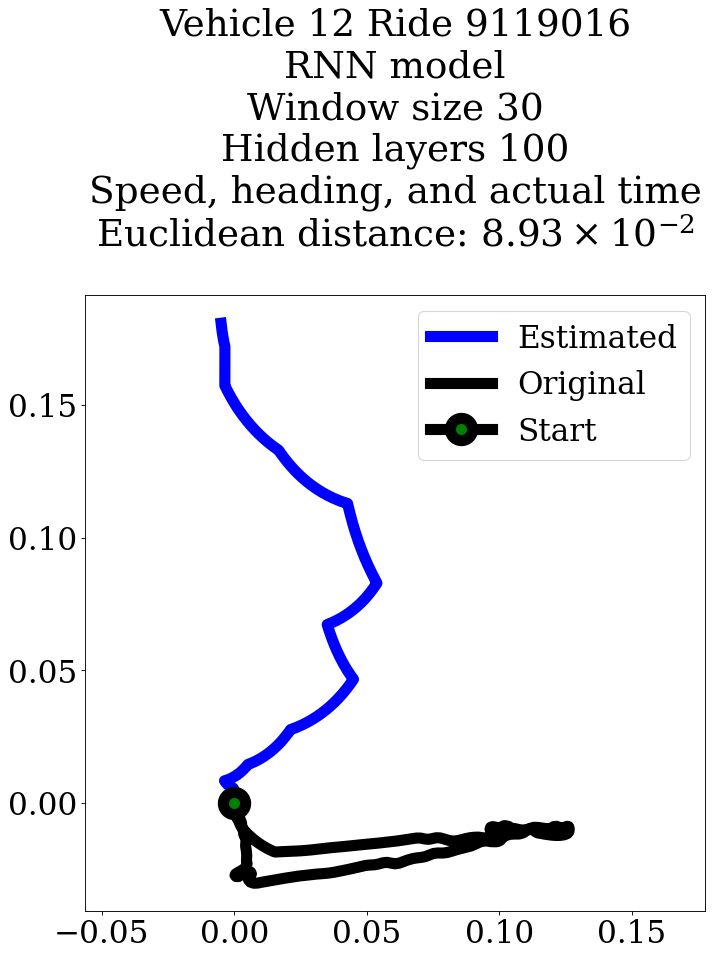 Vehicle 12 Ride 9119016
RNN model
Window size 30
Hidden layers 100
Speed, heading, and actual time
Euclidean distance: 8.93 × 10⁻²
Estimated
Original
Start
0.15
0.10
0.05
0.00
−0.05 0.00 0.05 0.10 0.15